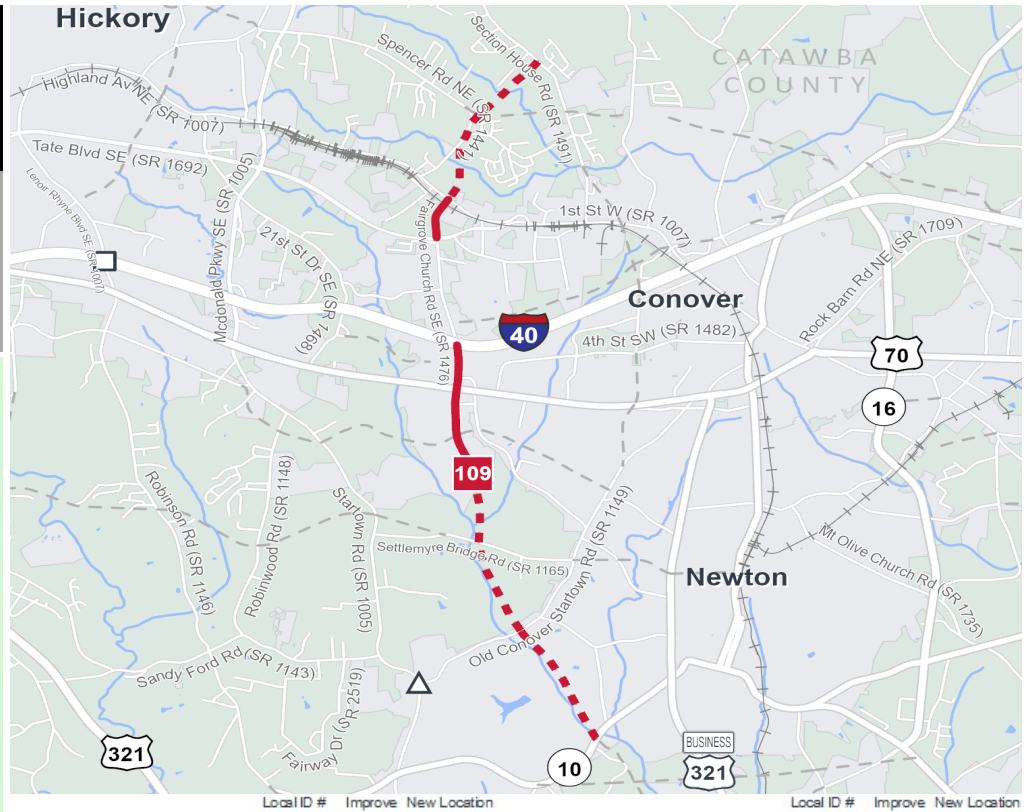 Hickory
CATAWBA
COUNTY
Section House Rd (SR 1491)
Spencer Rd NE (SR 1441)
Highland Av NE (SR 1007)
Tate Blvd SE (SR 1692)
Lenoir Rhyne Blvd SE (SR 1007)
Mcdonald Pkwy SE (SR 1005)
21st St Dr SE (SR 1468)
Fairgrove Church Rd SE (SR 1476)
1st St W (SR 1007)
Rock Barn Rd NE (SR 1709)
Conover
40
4th St SW (SR 1482)
70
16
109
Robinson Rd (SR 1146)
Robinwood Rd (SR 1148)
Startown Rd (SR 1005)
Settlemyre Bridge Rd (SR 1165)
Old Conover Startown Rd (SR 1149)
Mt Olive Church Rd (SR 1735)
Newton
Sandy Ford Rd (SR 1143)
Fairway Dr (SR 2519)
321
10
BUSINESS
321
Local ID # Improve New Location
Local ID # Improve New Location